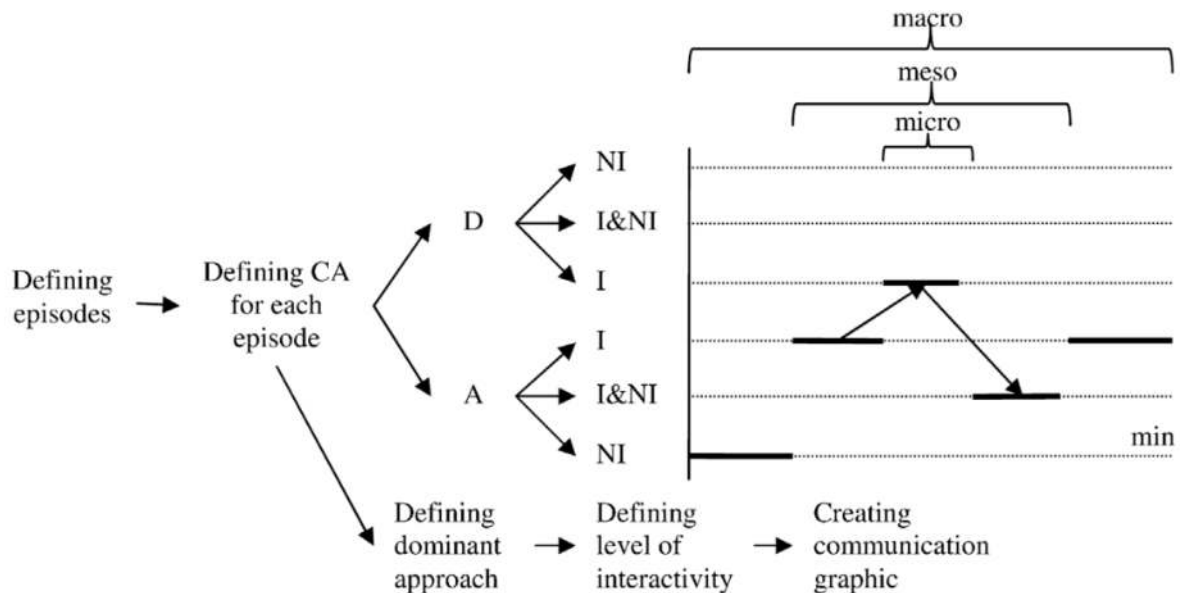 macro
meso
micro
NI
I&NI
I
D
Defining
episodes
Defining CA
for each
episode
A
I
I&NI
NI
min
Defining
dominant
approach
Defining
level of
interactivity
Creating
communication
graphic